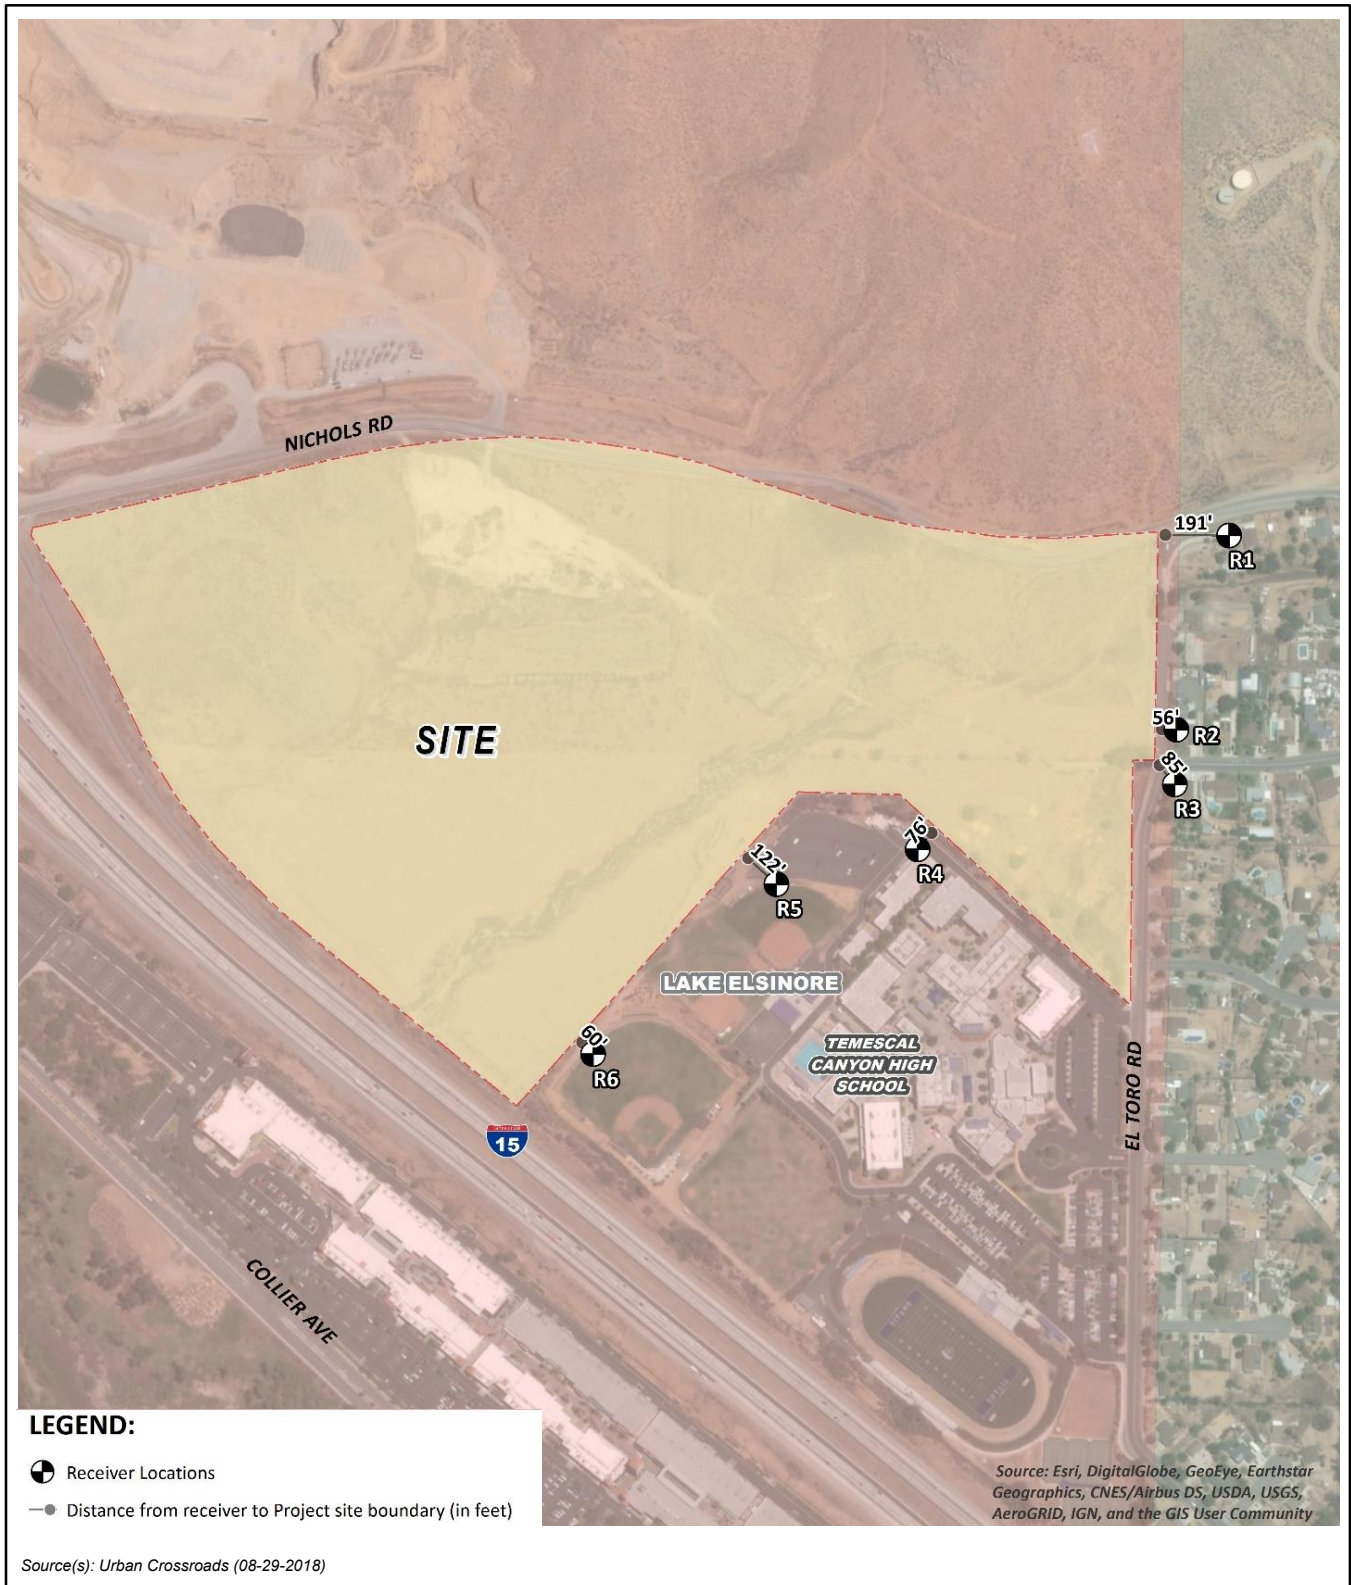 NICHOLS RD
191'
R1
SITE
56'
R2
85'
R3
76'
R4
122'
R5
LAKE ELSINORE
60'
R6
TEMESCAL
CANYON HIGH
SCHOOL
EL TORO RD
15
COLLIER AVE
LEGEND:
Receiver Locations
Distance from receiver to Project site boundary (in feet)
Source: Esri, DigitalGlobe, GeoEye, Earthstar
Geographics, CNES/Airbus DS, USDA, USGS,
AeroGRID, IGN, and the GIS User Community
Source(s): Urban Crossroads (08-29-2018)